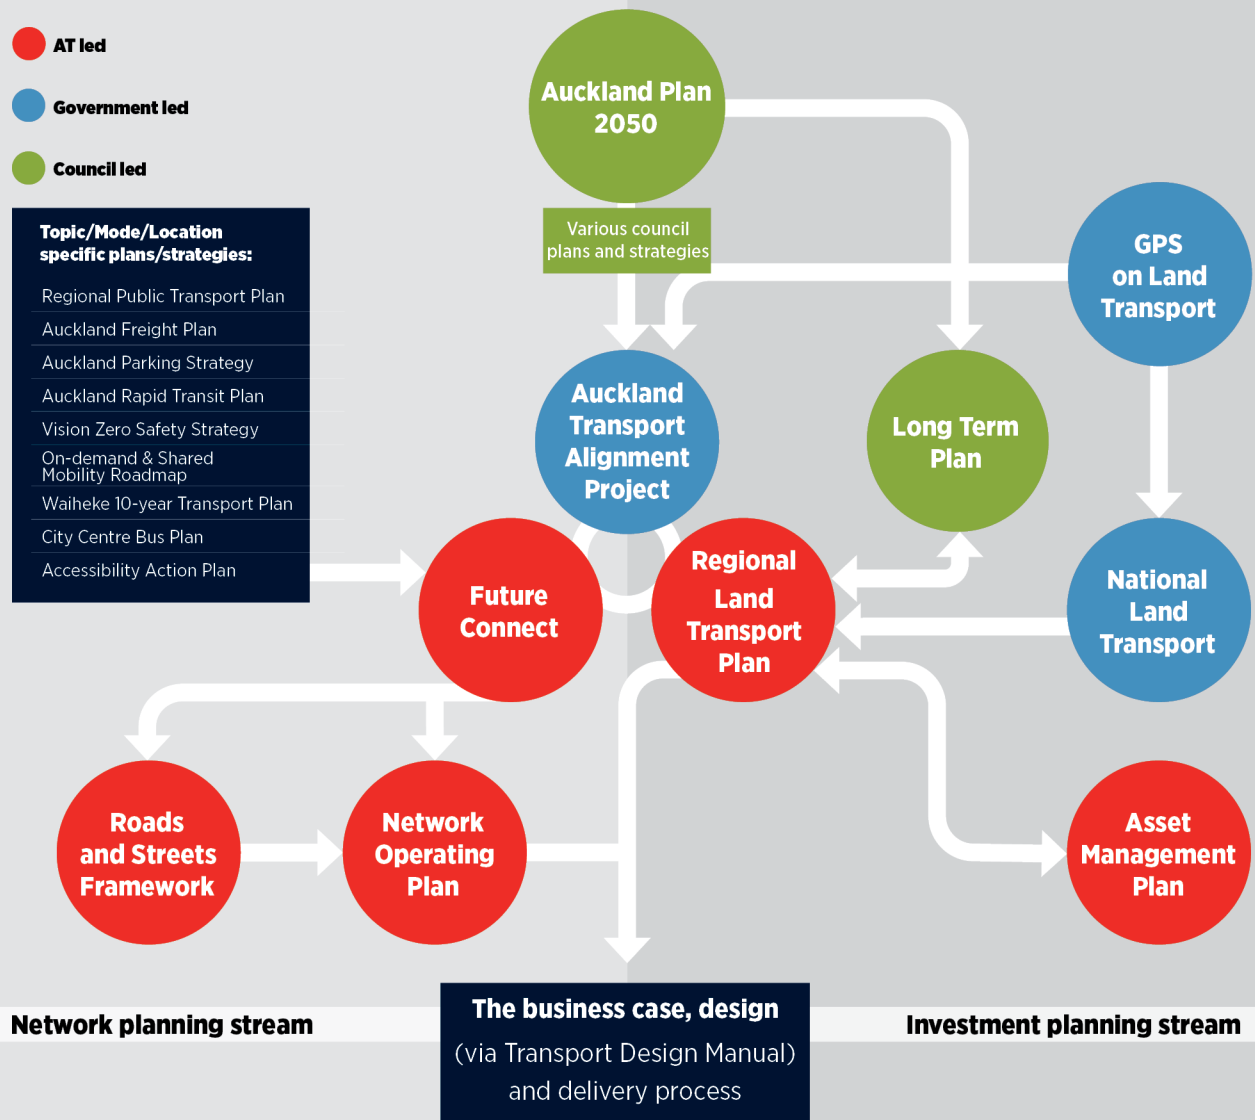 AT led
Government led
Council led
Auckland Plan
2050
Various council
plans and strategies
GPS
on Land
Transport
Topic/Mode/Location
specific plans/strategies:
Regional Public Transport Plan
Auckland Freight Plan
Auckland Parking Strategy
Auckland Rapid Transit Plan
Vision Zero Safety Strategy
On-demand & Shared
Mobility Roadmap
Waiheke 10-year Transport Plan
City Centre Bus Plan
Accessibility Action Plan
Auckland
Transport
Alignment
Project
Long Term
Plan
Future
Connect
Regional
Land
Transport
Plan
National
Land
Transport
Roads
and Streets
Framework
Network
Operating
Plan
Asset
Management
Plan
Network planning stream
The business case, design
(via Transport Design Manual)
and delivery process
Investment planning stream